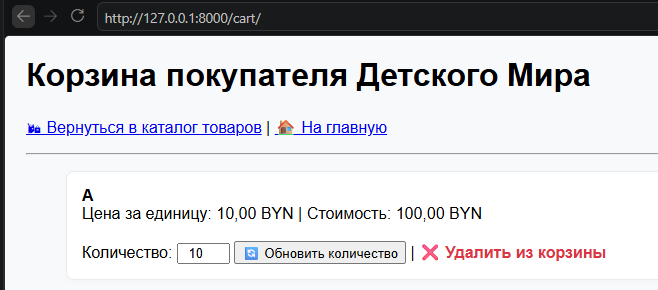 http://127.0.0.1:8000/cart/
Корзина покупателя Детского Мира
🛍 Вернуться в каталог товаров | 🏠 На главную
А
Цена за единицу: 10,00 BYN | Стоимость: 100,00 BYN
Количество: 10 🔄 Обновить количество | ❌ Удалить из корзины